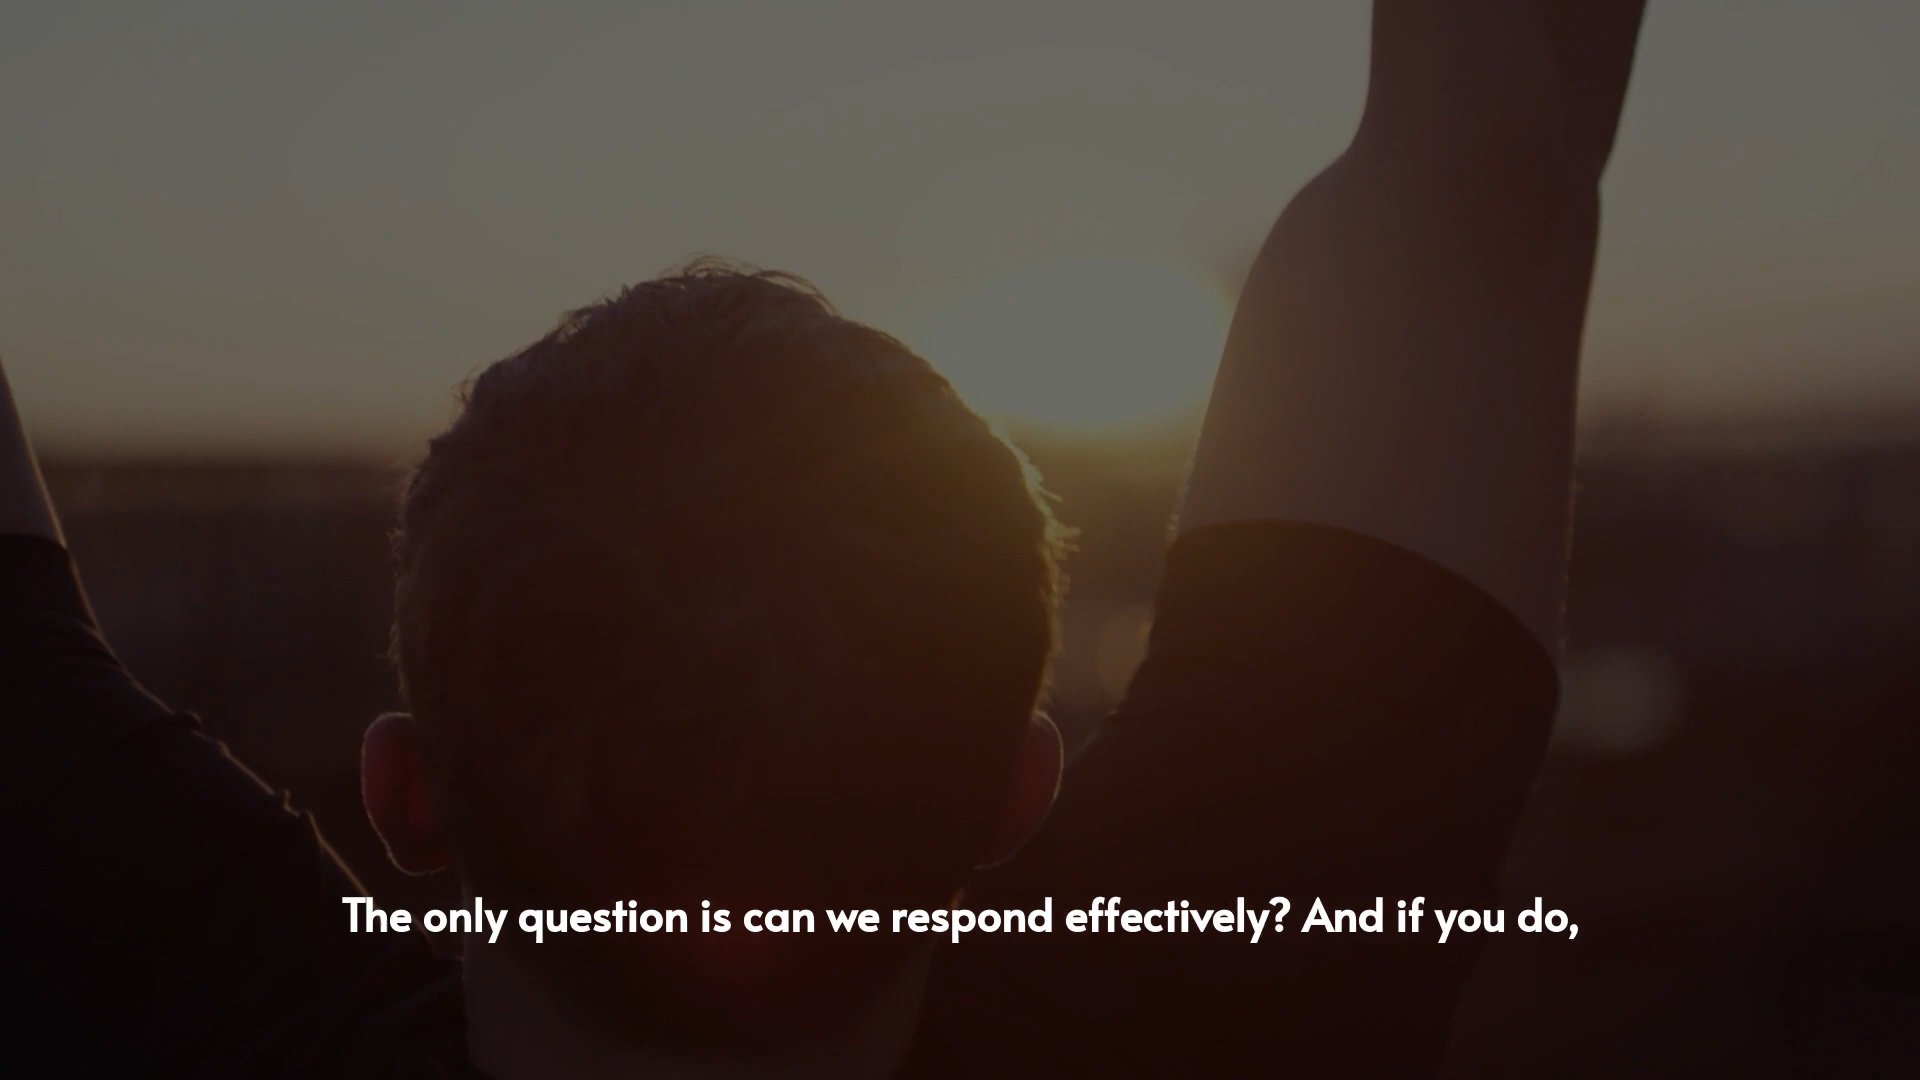 The only question is can we respond effectively? And if you do,